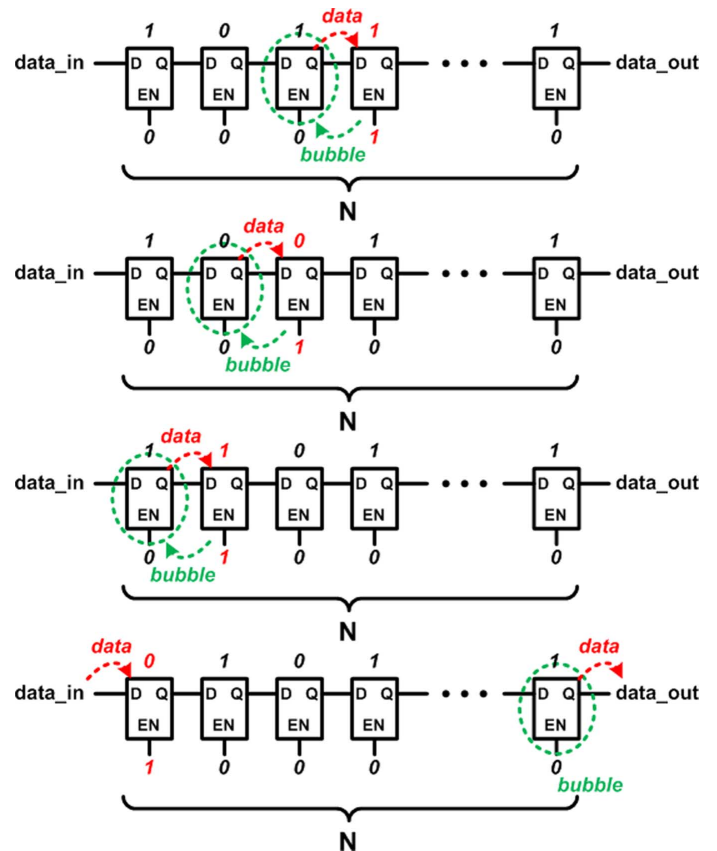 data
1 0 1 1 1
data_in D Q D Q D Q D Q D Q data_out
EN EN EN EN EN
0 0 0 1 0
bubble
N
data
1 0 0 1 1
data_in D Q D Q D Q D Q D Q data_out
EN EN EN EN EN
0 0 1 0 0
bubble
N
data
1 1 0 1 1
data_in D Q D Q D Q D Q D Q data_out
EN EN EN EN EN
0 1 0 0 0
bubble
N
data data
0 1 0 1 1
data_in D Q D Q D Q D Q D Q data_out
EN EN EN EN EN
1 0 0 0 0
bubble
N